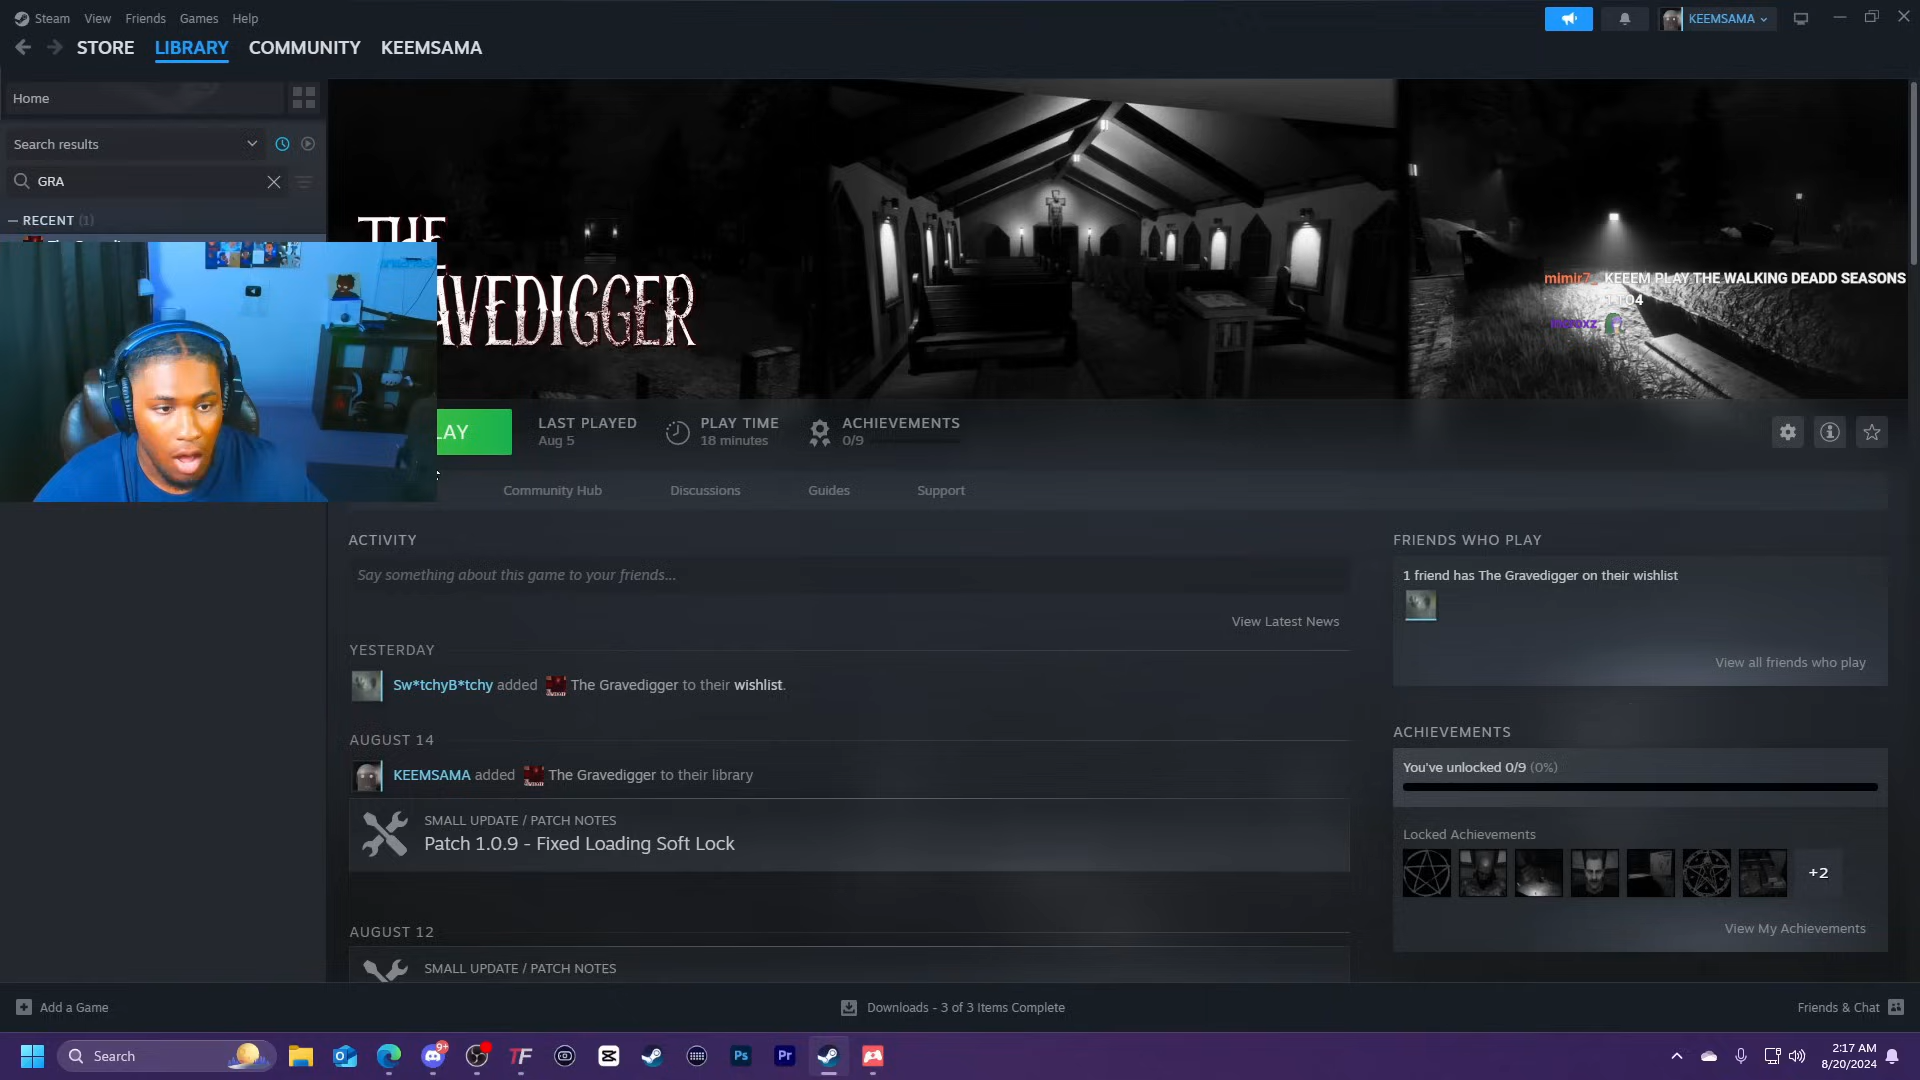 Steam View Friends Games Help
KEEMSAMA
STORE LIBRARY COMMUNITY KEEMSAMA
Home
Search results
GRA
RECENT (1)
THE
AVEDIGGER
mimir7_ KEEEM PLAY THE WALKING DEADD SEASONS
1 TO4
LAY
LAST PLAYED
Aug 5
PLAY TIME
18 minutes
ACHIEVEMENTS
0/9
Community Hub Discussions Guides Support
ACTIVITY
Say something about this game to your friends...
View Latest News
YESTERDAY
Sw*tchyB*tchy added The Gravedigger to their wishlist.
AUGUST 14
KEEMSAMA added The Gravedigger to their library
SMALL UPDATE / PATCH NOTES
Patch 1.0.9 - Fixed Loading Soft Lock
AUGUST 12
SMALL UPDATE / PATCH NOTES
FRIENDS WHO PLAY
1 friend has The Gravedigger on their wishlist
View all friends who play
ACHIEVEMENTS
You've unlocked 0/9 (0%)
Locked Achievements
+2
View My Achievements
Add a Game
Downloads - 3 of 3 Items Complete
Friends & Chat
Search
9+
TF
Ps
Pr
2:17 AM
8/20/2024